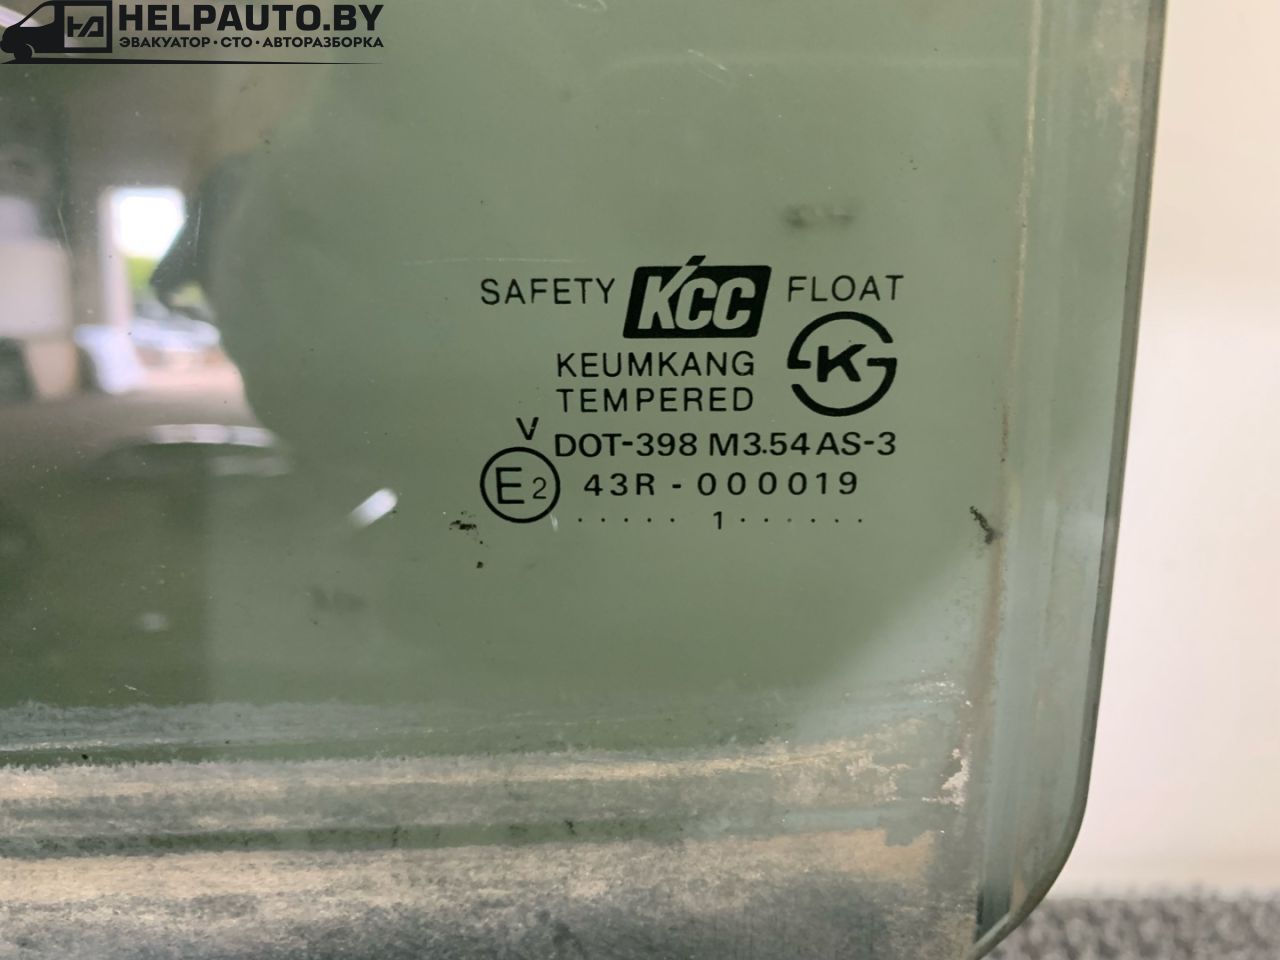 HELPAUTO.BY
ЭВАКУАТОР · СТО · АВТОРАЗБОРКА
SAFETY KCC FLOAT
KEUMKANG
TEMPERED
K
V
DOT-398 M3.54 AS-3
E2 43R - 000019
· · · · · 1 · · · · · ·